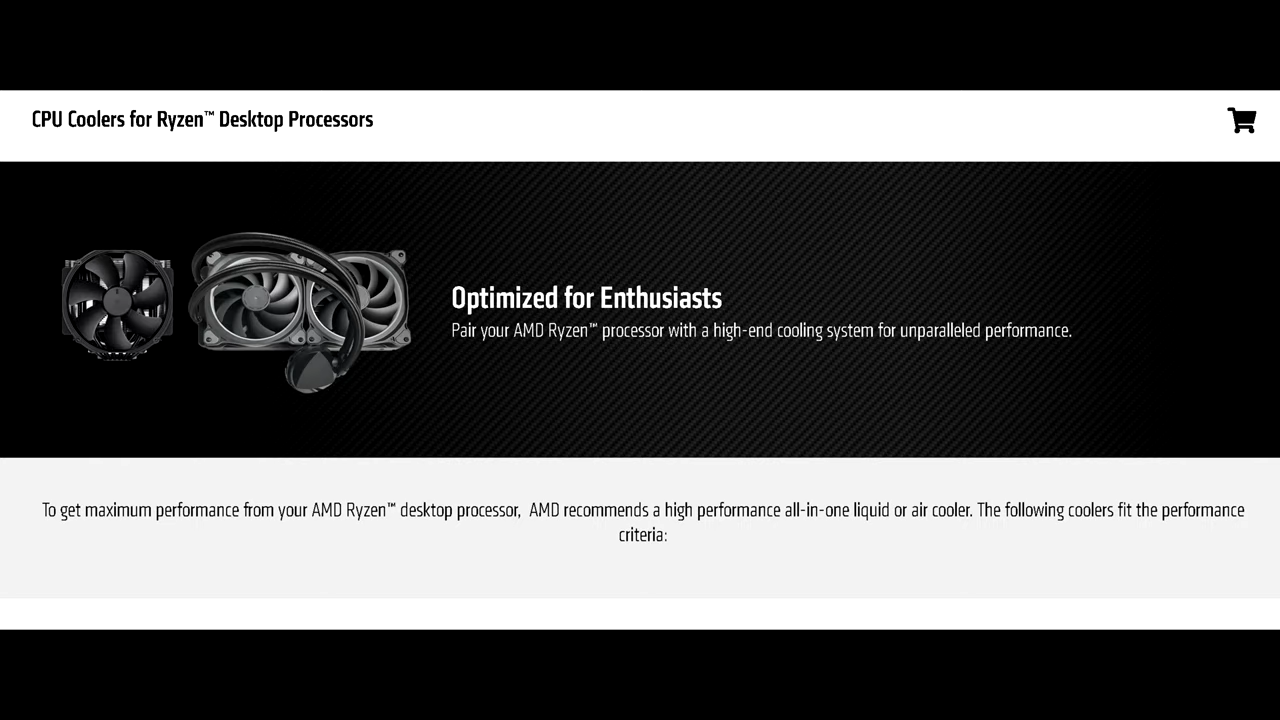 CPU Coolers for Ryzen™ Desktop Processors
Optimized for Enthusiasts
Pair your AMD Ryzen™ processor with a high-end cooling system for unparalleled performance.
To get maximum performance from your AMD Ryzen™ desktop processor, AMD recommends a high performance all-in-one liquid or air cooler. The following coolers fit the performance
criteria: